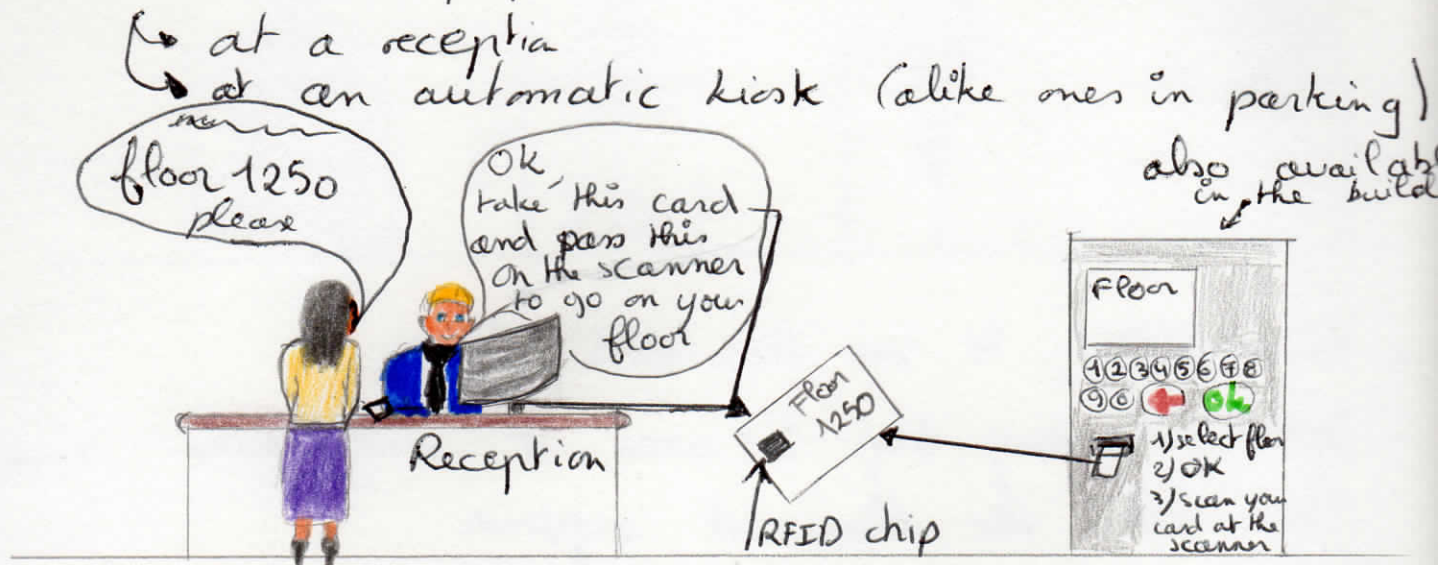 at a reception
at an automatic kiosk (alike ones in parking)
also availab
in the build
floor 1250
please
OK,
take this card
and pass this
on the scanner
to go on your
floor
Reception
Floor
1250
RFID chip
Floor
1 2 3 4 5 6 7 8
9 0 ← ok
1) select floor
2) OK
3) scan your
card at the
scanner